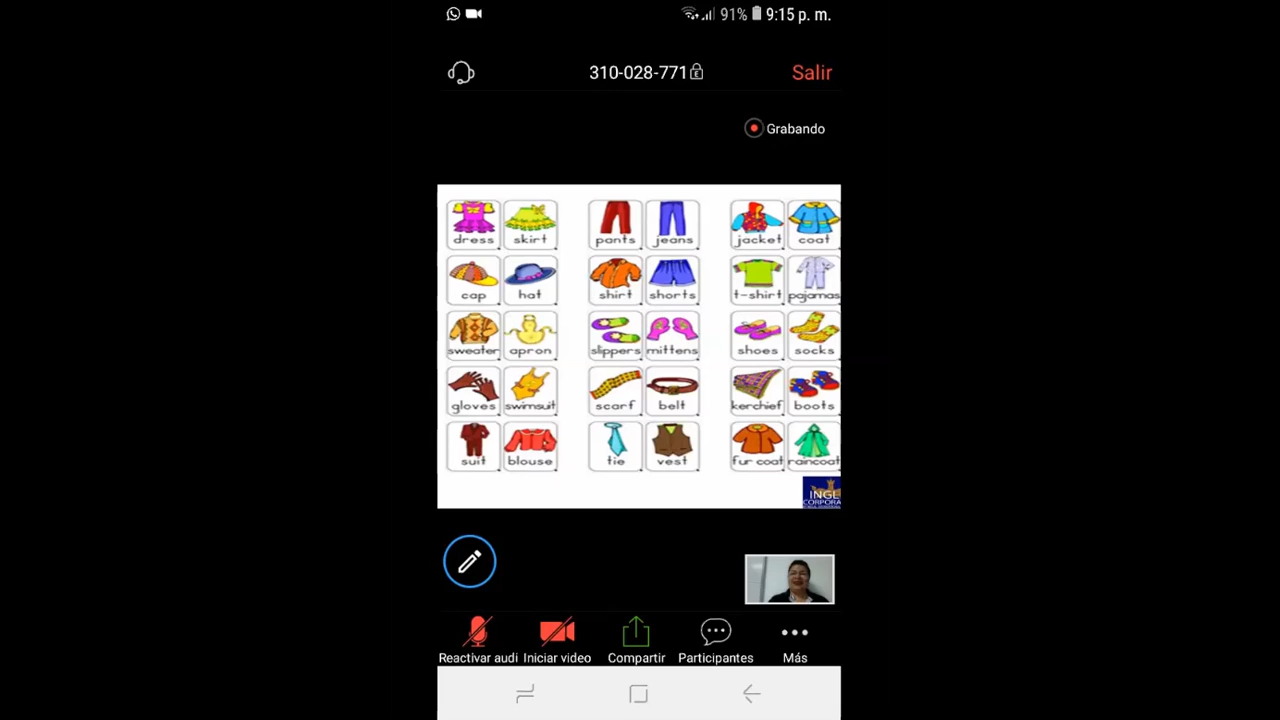 91% 9:15 p. m.
310-028-771 Salir
Grabando
dress skirt pants jeans jacket coat
cap hat shirt shorts t-shirt pajamas
sweater apron slippers mittens shoes socks
gloves swimsuit scarf belt kerchief boots
suit blouse tie vest fur coat raincoat
INGL
CORPORA
Reactivar audi Iniciar video Compartir Participantes Más